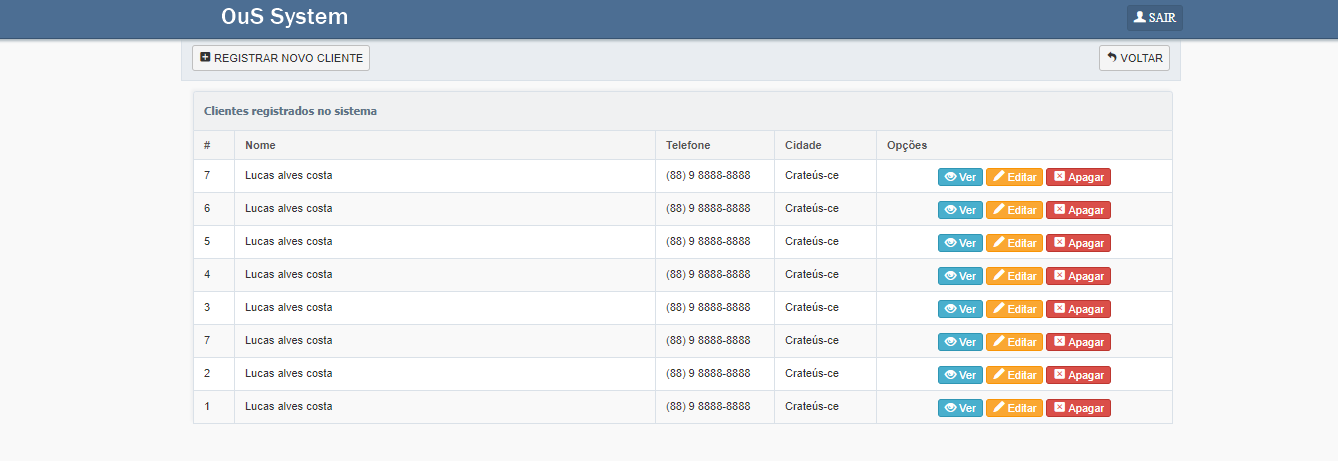 OuS System
SAIR
REGISTRAR NOVO CLIENTE VOLTAR
Clientes registrados no sistema
# Nome Telefone Cidade Opções
7 Lucas alves costa (88) 9 8888-8888 Crateús-ce Ver Editar Apagar
6 Lucas alves costa (88) 9 8888-8888 Crateús-ce Ver Editar Apagar
5 Lucas alves costa (88) 9 8888-8888 Crateús-ce Ver Editar Apagar
4 Lucas alves costa (88) 9 8888-8888 Crateús-ce Ver Editar Apagar
3 Lucas alves costa (88) 9 8888-8888 Crateús-ce Ver Editar Apagar
7 Lucas alves costa (88) 9 8888-8888 Crateús-ce Ver Editar Apagar
2 Lucas alves costa (88) 9 8888-8888 Crateús-ce Ver Editar Apagar
1 Lucas alves costa (88) 9 8888-8888 Crateús-ce Ver Editar Apagar